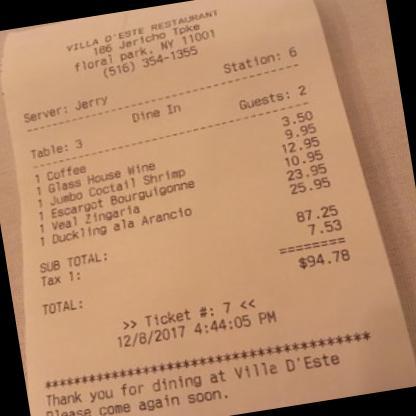 VILLA D'ESTE RESTAURANT
186 Jericho Tpke
floral park, NY 11001
(516) 354-1355
Server: Jerry Station: 6
Dine In
Table: 3 Guests: 2
1 Coffee 3.50
1 Glass House Wine 9.95
1 Jumbo Coctail Shrimp 12.95
1 Escargot Bourguigonne 10.95
1 Veal Zingaria 23.95
1 Duckling ala Arancio 25.95
SUB TOTAL: 87.25
Tax 1: 7.53
========
TOTAL: $94.78
>> Ticket #: 7 <<
12/8/2017 4:44:05 PM
****************************************
Thank you for dining at Villa D'Este
Please come again soon.